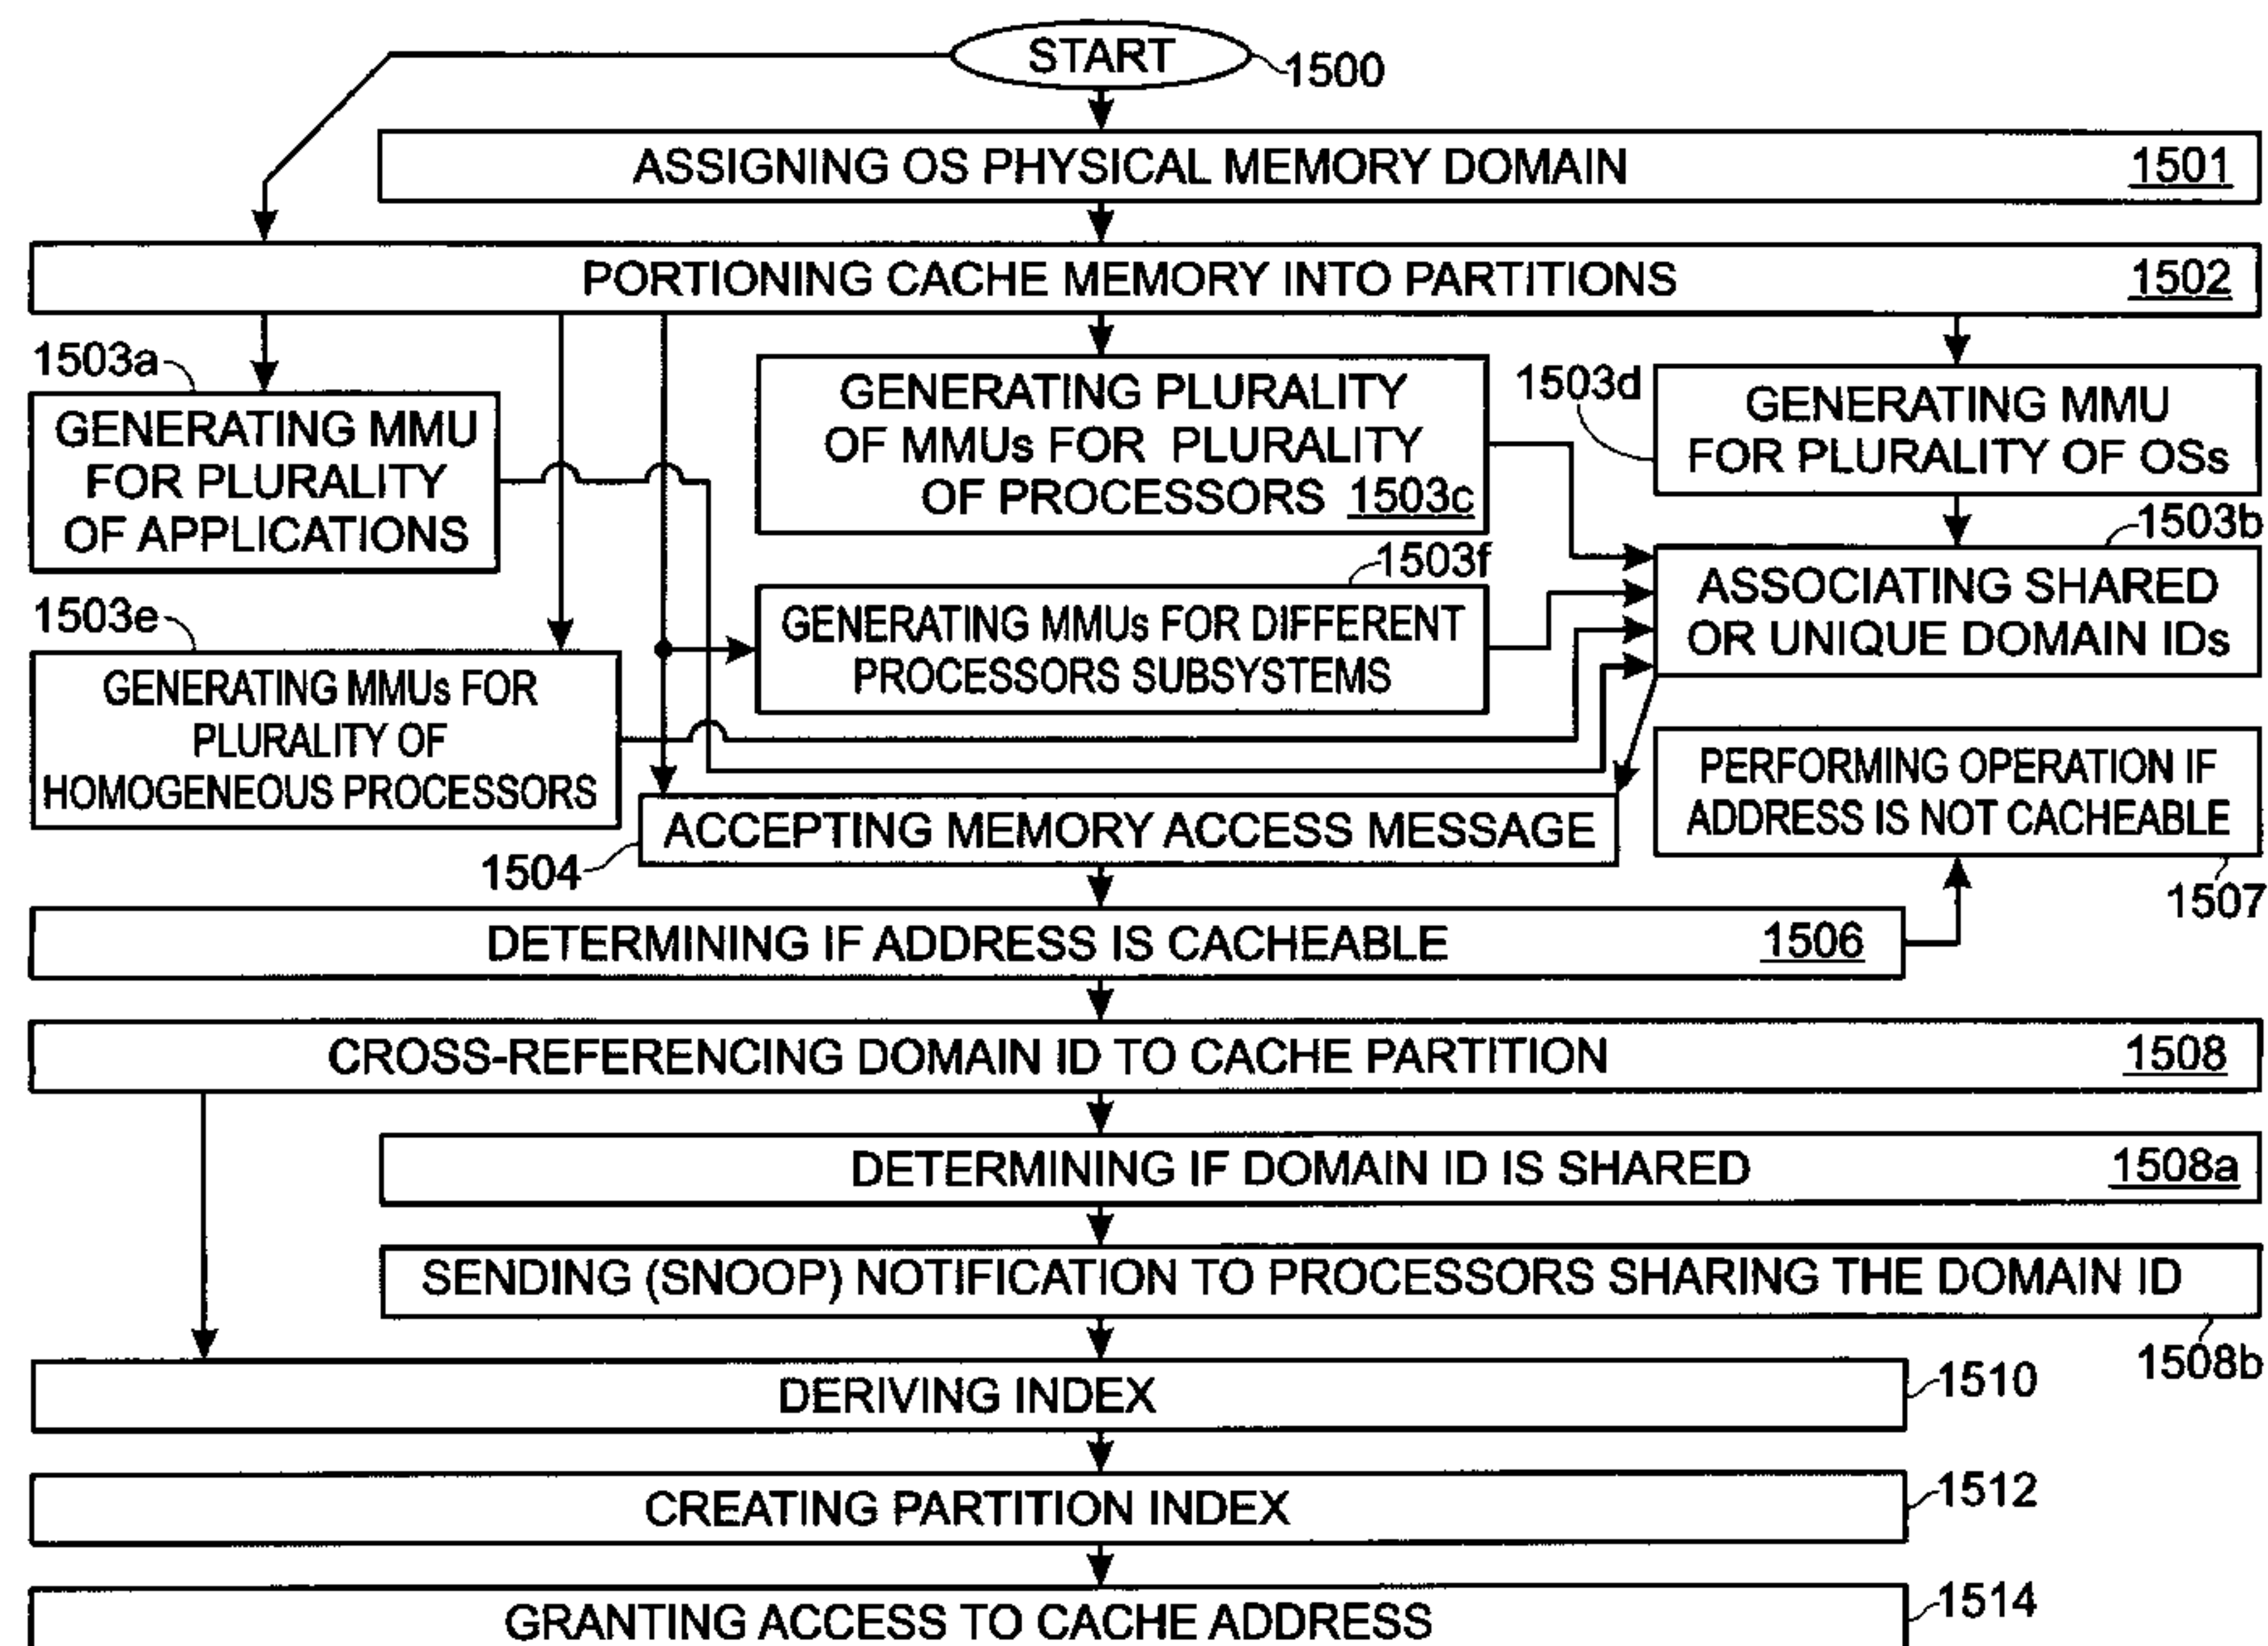 START
1500
ASSIGNING OS PHYSICAL MEMORY DOMAIN 1501
PORTIONING CACHE MEMORY INTO PARTITIONS 1502
1503a
GENERATING MMU
FOR PLURALITY
OF APPLICATIONS
GENERATING PLURALITY
OF MMUs FOR PLURALITY
OF PROCESSORS 1503c
1503d
GENERATING MMU
FOR PLURALITY OF OSs
1503b
ASSOCIATING SHARED
OR UNIQUE DOMAIN IDs
1503f
GENERATING MMUs FOR DIFFERENT
PROCESSORS SUBSYSTEMS
1503e
GENERATING MMUs FOR
PLURALITY OF
HOMOGENEOUS PROCESSORS
PERFORMING OPERATION IF
ADDRESS IS NOT CACHEABLE
1507
ACCEPTING MEMORY ACCESS MESSAGE
1504
DETERMINING IF ADDRESS IS CACHEABLE 1506
CROSS-REFERENCING DOMAIN ID TO CACHE PARTITION 1508
DETERMINING IF DOMAIN ID IS SHARED 1508a
SENDING (SNOOP) NOTIFICATION TO PROCESSORS SHARING THE DOMAIN ID
1508b
DERIVING INDEX
1510
CREATING PARTITION INDEX
1512
GRANTING ACCESS TO CACHE ADDRESS
1514